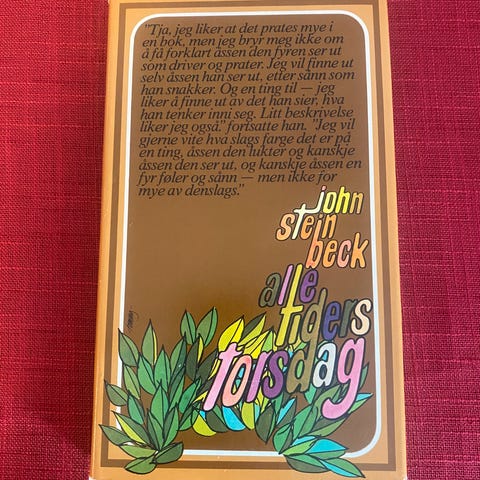 "Tja, jeg liker at det prates mye i
en bok, men jeg bryr meg ikke om
å få forklart åssen den fyren ser ut
som driver og prater. Jeg vil finne ut
selv åssen han ser ut, etter sånn som
han snakker. Og en ting til — jeg
liker å finne ut av det han sier, hva
han tenker inni seg. Litt beskrivelse
liker jeg også." fortsatte han. "Jeg vil
gjerne vite hva slags farge det er på
en ting, åssen den lukter og kanskje
åssen den ser ut, og kanskje åssen en
fyr føler og sånn — men ikke for
mye av denslags."
john
stein
beck
alle
tiders
torsdag